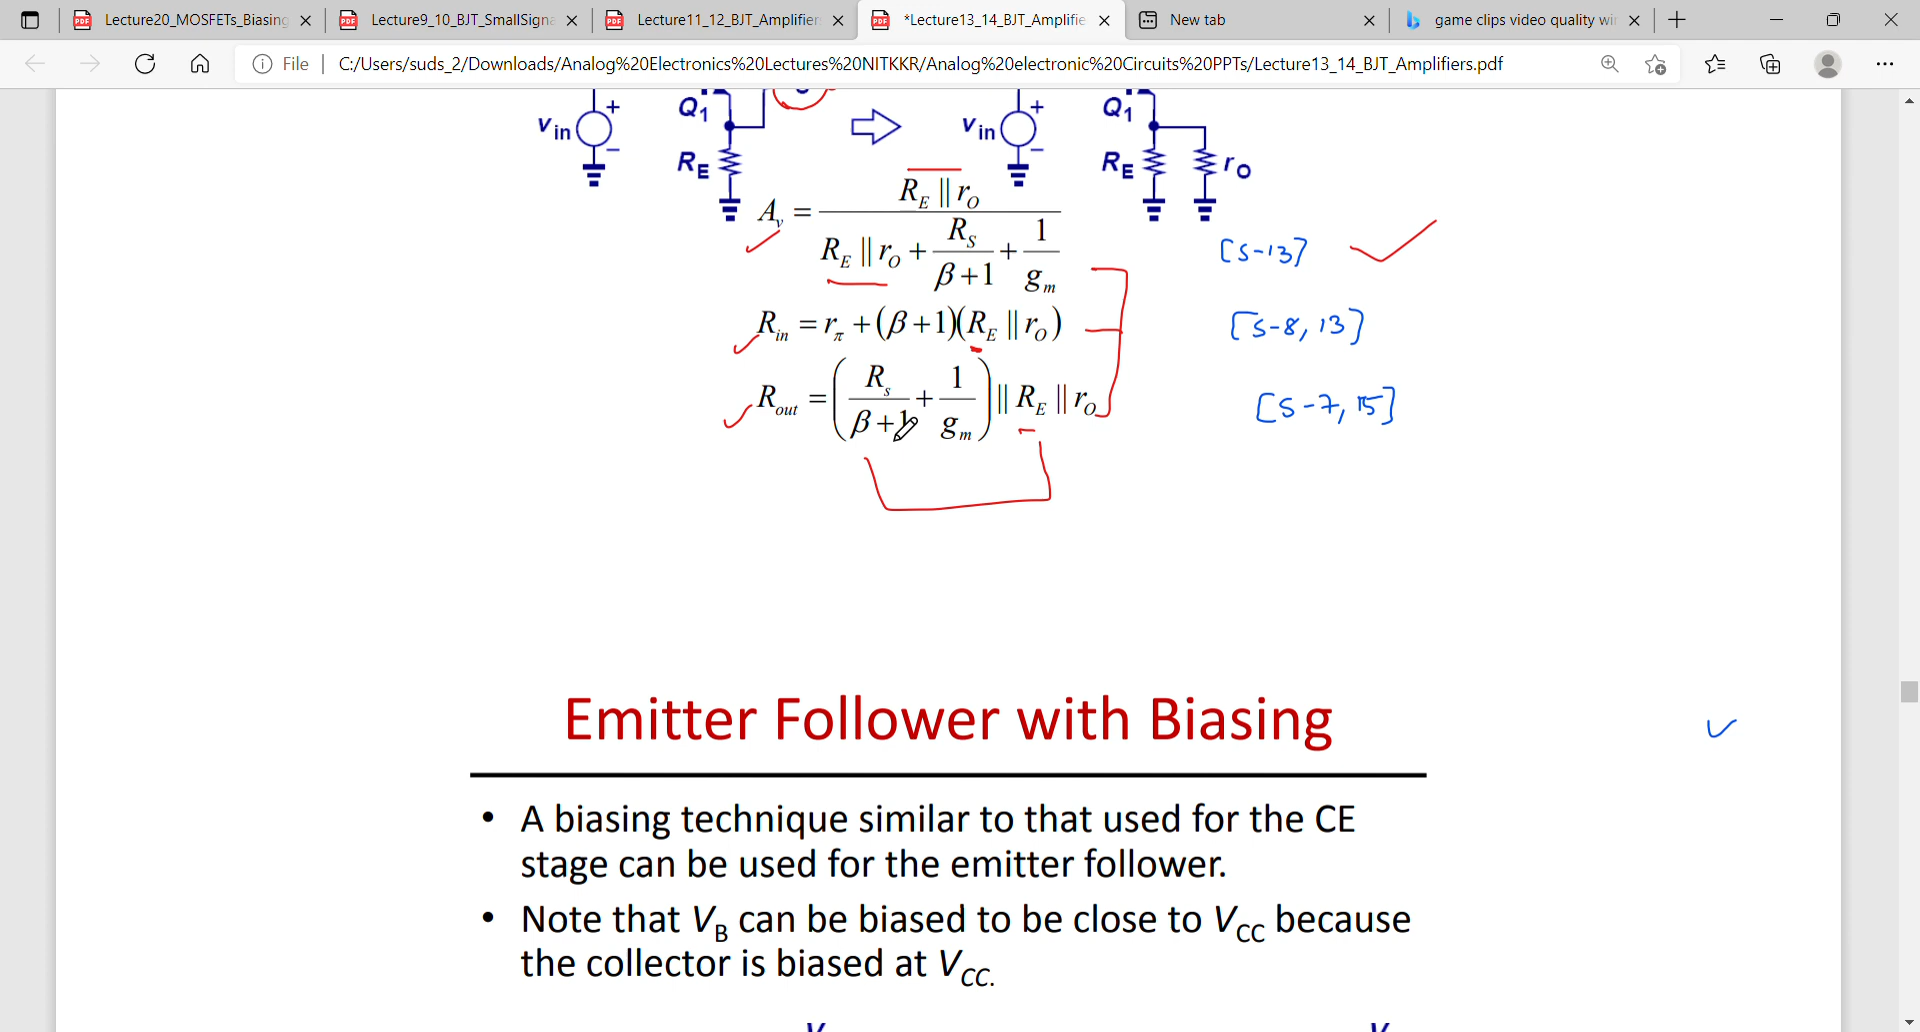 Lecture20_MOSFETs_Biasing
Lecture9_10_BJT_SmallSigna
Lecture11_12_BJT_Amplifier
*Lecture13_14_BJT_Amplifie
New tab
game clips video quality wi
File | C:/Users/suds_2/Downloads/Analog%20Electronics%20Lectures%20NITKKR/Analog%20electronic%20Circuits%20PPTs/Lecture13_14_BJT_Amplifiers.pdf
v_in + − Q_1 R_E
v_in + − Q_1 R_E r_O
A_v = (R_E || r_O) / (R_E || r_O + R_S/(β+1) + 1/g_m) [S-13]
R_in = r_π + (β+1)(R_E || r_O) [S-8, 13]
R_out = (R_s/(β+1) + 1/g_m) || R_E || r_O [S-7, 15]
Emitter Follower with Biasing
• A biasing technique similar to that used for the CE
stage can be used for the emitter follower.
• Note that V_B can be biased to be close to V_CC because
the collector is biased at V_CC.